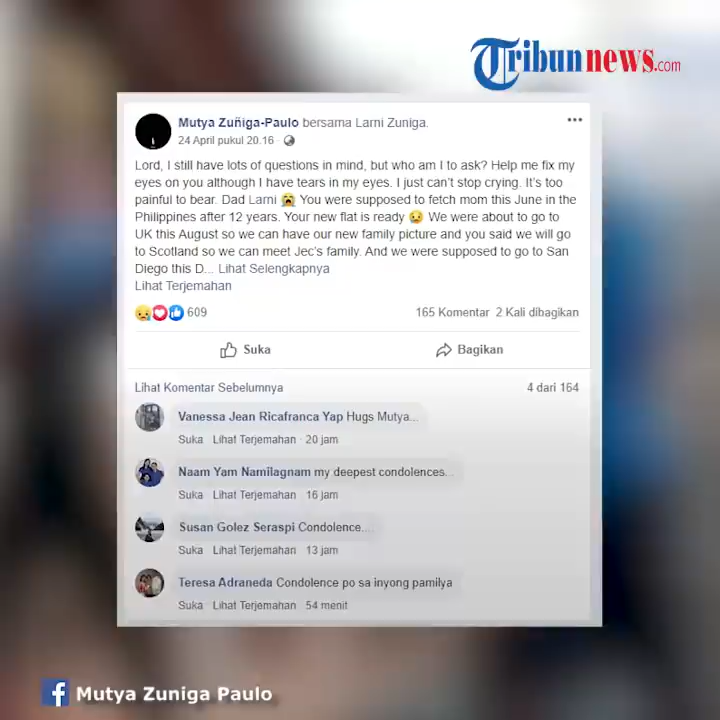 Tribunnews.com
Mutya Zuñiga-Paulo bersama Larni Zuniga.
24 April pukul 20.16 ·
Lord, I still have lots of questions in mind, but who am I to ask? Help me fix my
eyes on you although I have tears in my eyes. I just can't stop crying. It's too
painful to bear. Dad Larni 😭 You were supposed to fetch mom this June in the
Philippines after 12 years. Your new flat is ready 😢 We were about to go to
UK this August so we can have our new family picture and you said we will go
to Scotland so we can meet Jec's family. And we were supposed to go to San
Diego this D... Lihat Selengkapnya
Lihat Terjemahan
609 165 Komentar 2 Kali dibagikan
Suka Bagikan
Lihat Komentar Sebelumnya 4 dari 164
Vanessa Jean Ricafranca Yap Hugs Mutya...
Suka Lihat Terjemahan · 20 jam
Naam Yam Namilagnam my deepest condolences...
Suka Lihat Terjemahan · 16 jam
Susan Golez Seraspi Condolence....
Suka Lihat Terjemahan · 13 jam
Teresa Adraneda Condolence po sa inyong pamilya
Suka Lihat Terjemahan · 54 menit
f Mutya Zuniga Paulo